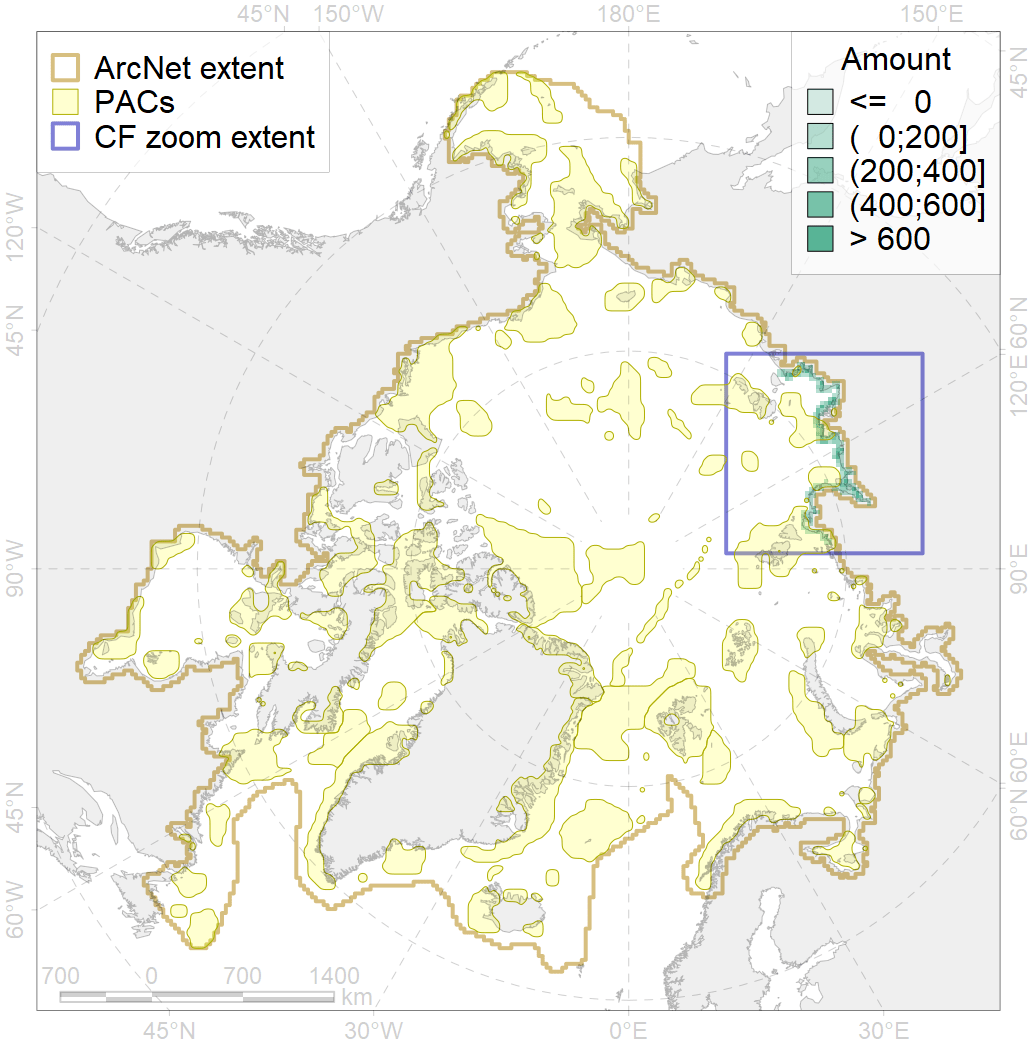 45°N 150°W 180°E 150°E
ArcNet extent
PACs
CF zoom extent
Amount
<= 0
( 0;200]
(200;400]
(400;600]
> 600
45°N
120°W
45°N
90°W
45°N
60°W
60°N
120°E
90°E
60°E
60°N
700 0 700 1400
km
45°N 30°W 0°E 30°E